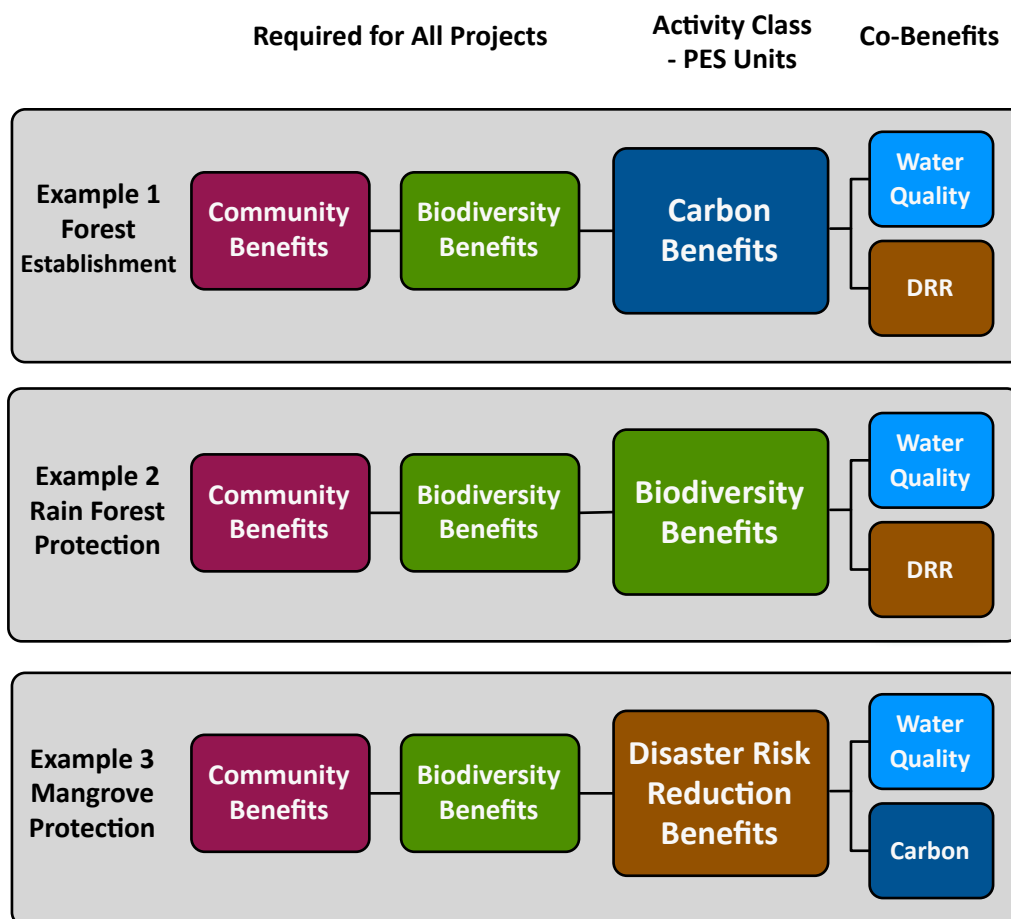 Required for All Projects
Activity Class
- PES Units
Co-Benefits
Example 1
Forest
Establishment
Community
Benefits
Biodiversity
Benefits
Carbon
Benefits
Water
Quality
DRR
Example 2
Rain Forest
Protection
Community
Benefits
Biodiversity
Benefits
Biodiversity
Benefits
Water
Quality
DRR
Example 3
Mangrove
Protection
Community
Benefits
Biodiversity
Benefits
Disaster Risk
Reduction
Benefits
Water
Quality
Carbon